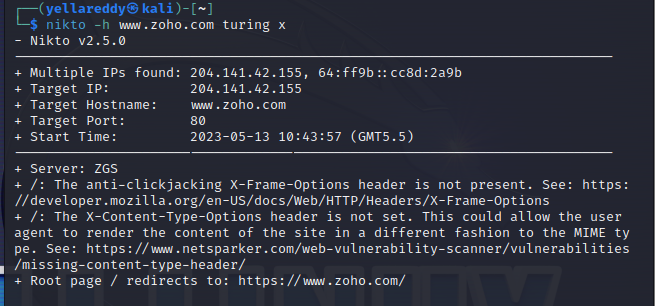 ┌──(yellareddy㉿kali)-[~]
└─$ nikto -h www.zoho.com turing x
- Nikto v2.5.0
---------------------------------------------------------------------------
+ Multiple IPs found: 204.141.42.155, 64:ff9b::cc8d:2a9b
+ Target IP:          204.141.42.155
+ Target Hostname:    www.zoho.com
+ Target Port:        80
+ Start Time:         2023-05-13 10:43:57 (GMT5.5)
---------------------------------------------------------------------------
+ Server: ZGS
+ /: The anti-clickjacking X-Frame-Options header is not present. See: https:
//developer.mozilla.org/en-US/docs/Web/HTTP/Headers/X-Frame-Options
+ /: The X-Content-Type-Options header is not set. This could allow the user
agent to render the content of the site in a different fashion to the MIME ty
pe. See: https://www.netsparker.com/web-vulnerability-scanner/vulnerabilities
/missing-content-type-header/
+ Root page / redirects to: https://www.zoho.com/